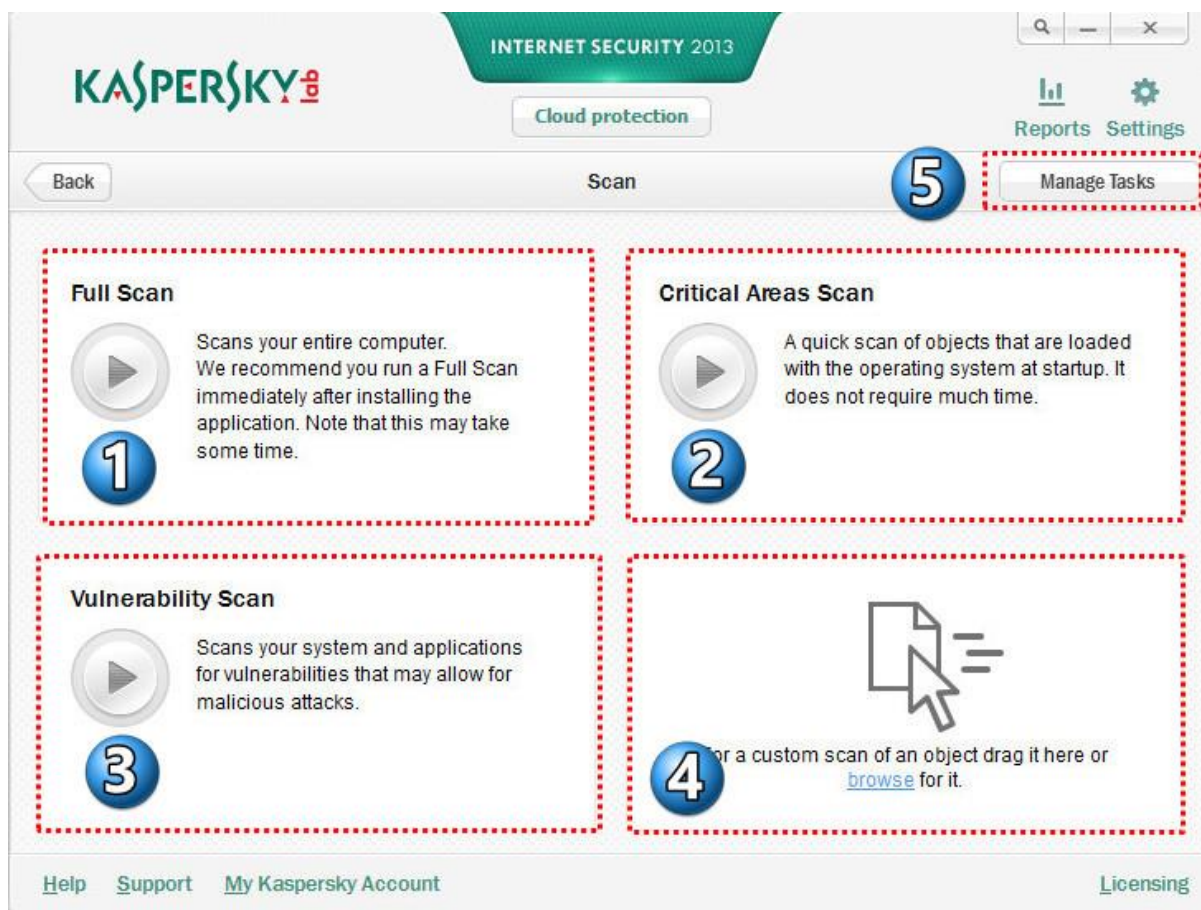 INTERNET SECURITY 2013
KASPERSKY lab
Cloud protection
Reports Settings
Back
Scan
5
Manage Tasks
Full Scan
Scans your entire computer.
We recommend you run a Full Scan
immediately after installing the
application. Note that this may take
some time.
1
Critical Areas Scan
A quick scan of objects that are loaded
with the operating system at startup. It
does not require much time.
2
Vulnerability Scan
Scans your system and applications
for vulnerabilities that may allow for
malicious attacks.
3
4
or a custom scan of an object drag it here or
browse for it.
Help Support My Kaspersky Account
Licensing